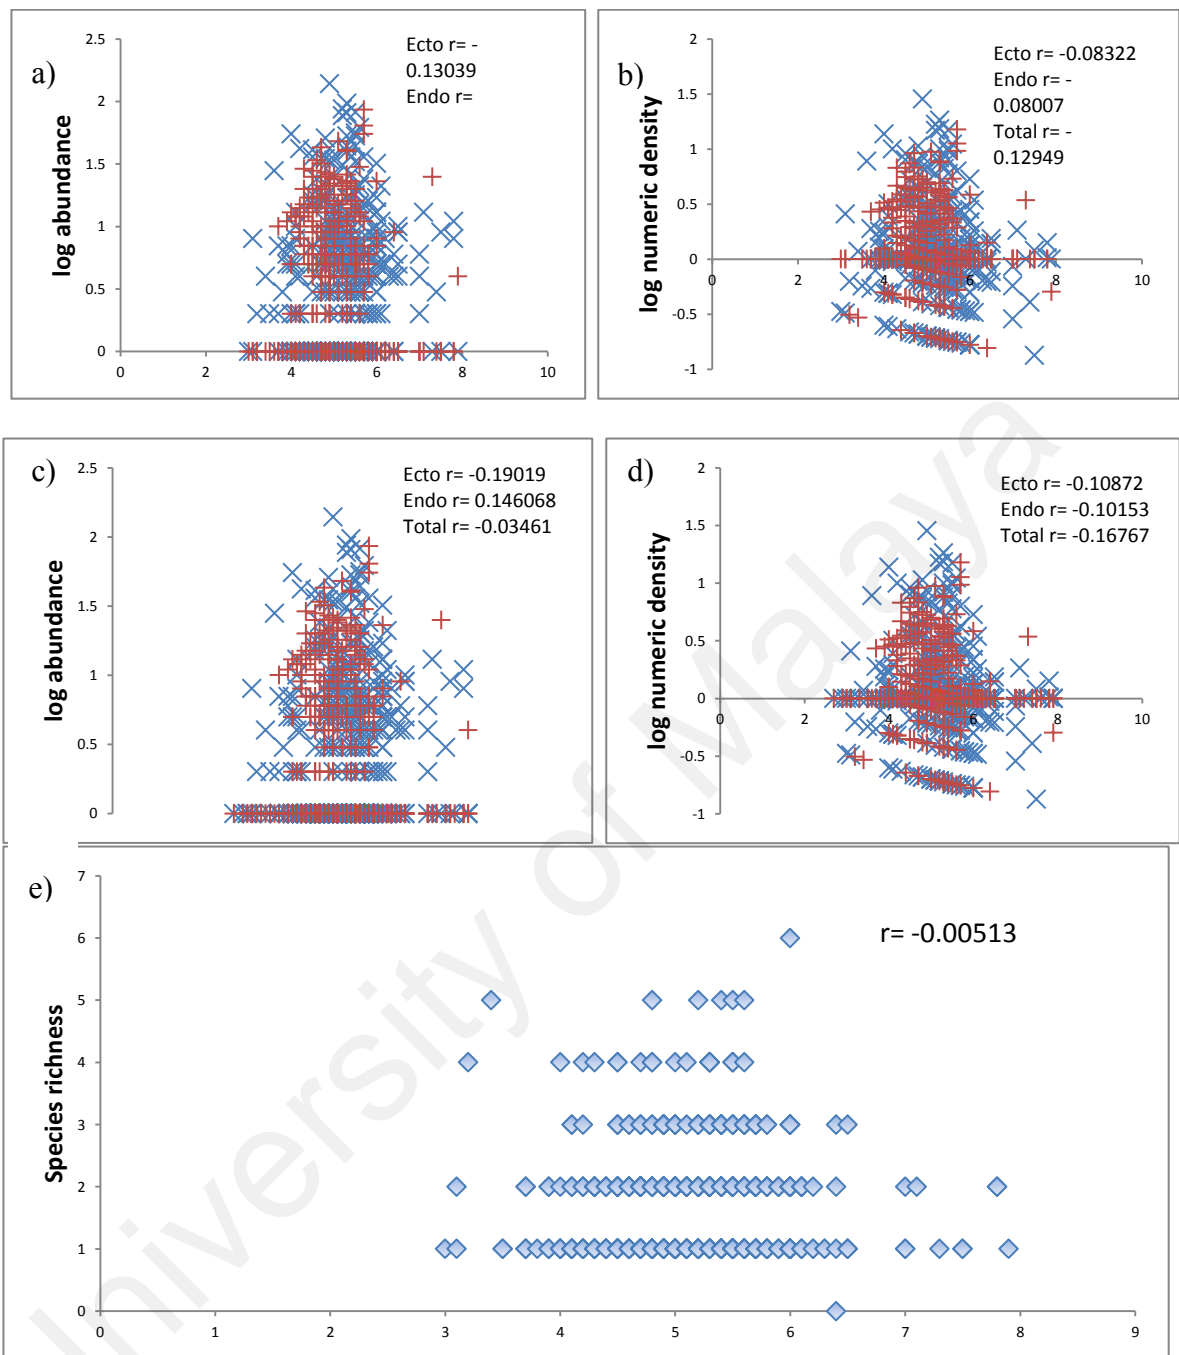 a)
log abundance
2.5
2
1.5
1
0.5
0
0 2 4 6 8 10
Ecto r= -
0.13039
Endo r=
b)
log numeric density
2
1.5
1
0.5
0
-0.5
-1
0 2 4 6 8 10
Ecto r= -0.08322
Endo r= -
0.08007
Total r= -
0.12949
c)
log abundance
2.5
2
1.5
1
0.5
0
Ecto r= -0.19019
Endo r= 0.146068
Total r= -0.03461
d)
log numeric density
2
1.5
1
0.5
0
-0.5
-1
0 2 4 6 8 10
Ecto r= -0.10872
Endo r= -0.10153
Total r= -0.16767
e)
Species richness
7
6
5
4
3
2
1
0
0 1 2 3 4 5 6 7 8 9
r= -0.00513
University of Malaya